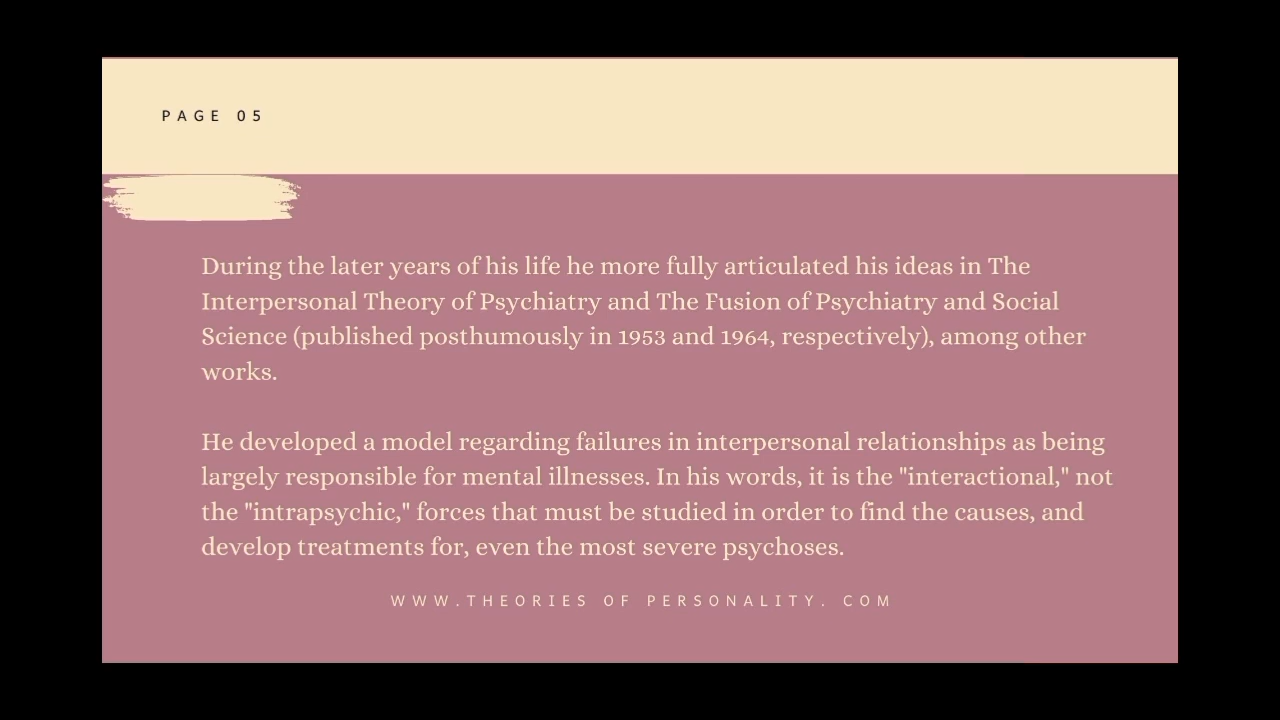 PAGE 05
During the later years of his life he more fully articulated his ideas in The
Interpersonal Theory of Psychiatry and The Fusion of Psychiatry and Social
Science (published posthumously in 1953 and 1964, respectively), among other
works.
He developed a model regarding failures in interpersonal relationships as being
largely responsible for mental illnesses. In his words, it is the "interactional," not
the "intrapsychic," forces that must be studied in order to find the causes, and
develop treatments for, even the most severe psychoses.
WWW.THEORIES OF PERSONALITY. COM